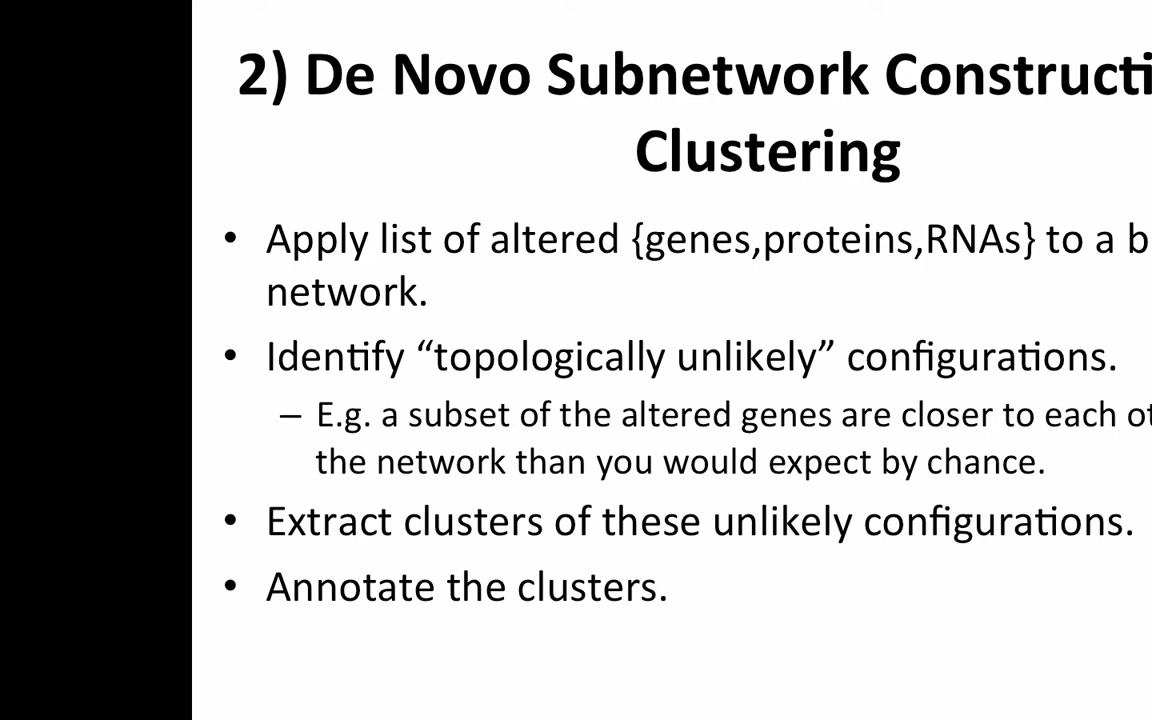 2) De Novo Subnetwork Constructi
Clustering
• Apply list of altered {genes,proteins,RNAs} to a b
network.
• Identify “topologically unlikely” configurations.
– E.g. a subset of the altered genes are closer to each ot
the network than you would expect by chance.
• Extract clusters of these unlikely configurations.
• Annotate the clusters.